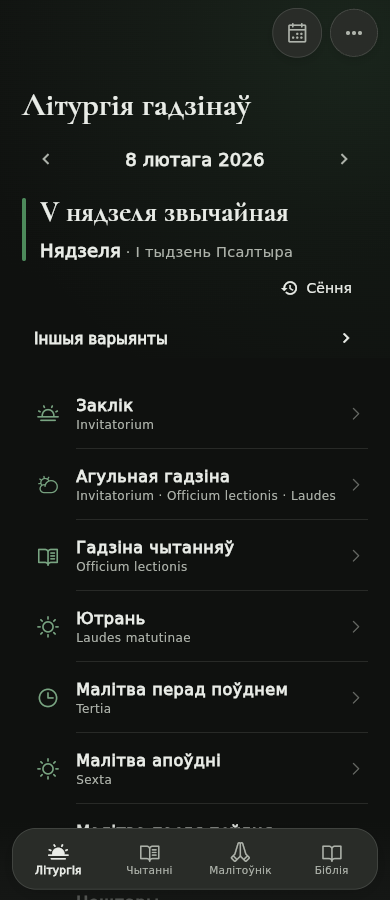 Літургія гадзінаў
8 лютага 2026
V нядзеля звычайная
Нядзеля · I тыдзень Псалтыра
Сёння
Іншыя варыянты
Заклік
Invitatorium
Агульная гадзіна
Invitatorium · Officium lectionis · Laudes
Гадзіна чытанняў
Officium lectionis
Ютрань
Laudes matutinae
Малітва перад поўднем
Tertia
Малітва апоўдні
Sexta
Літургія
Чытанні
Малітоўнік
Біблія